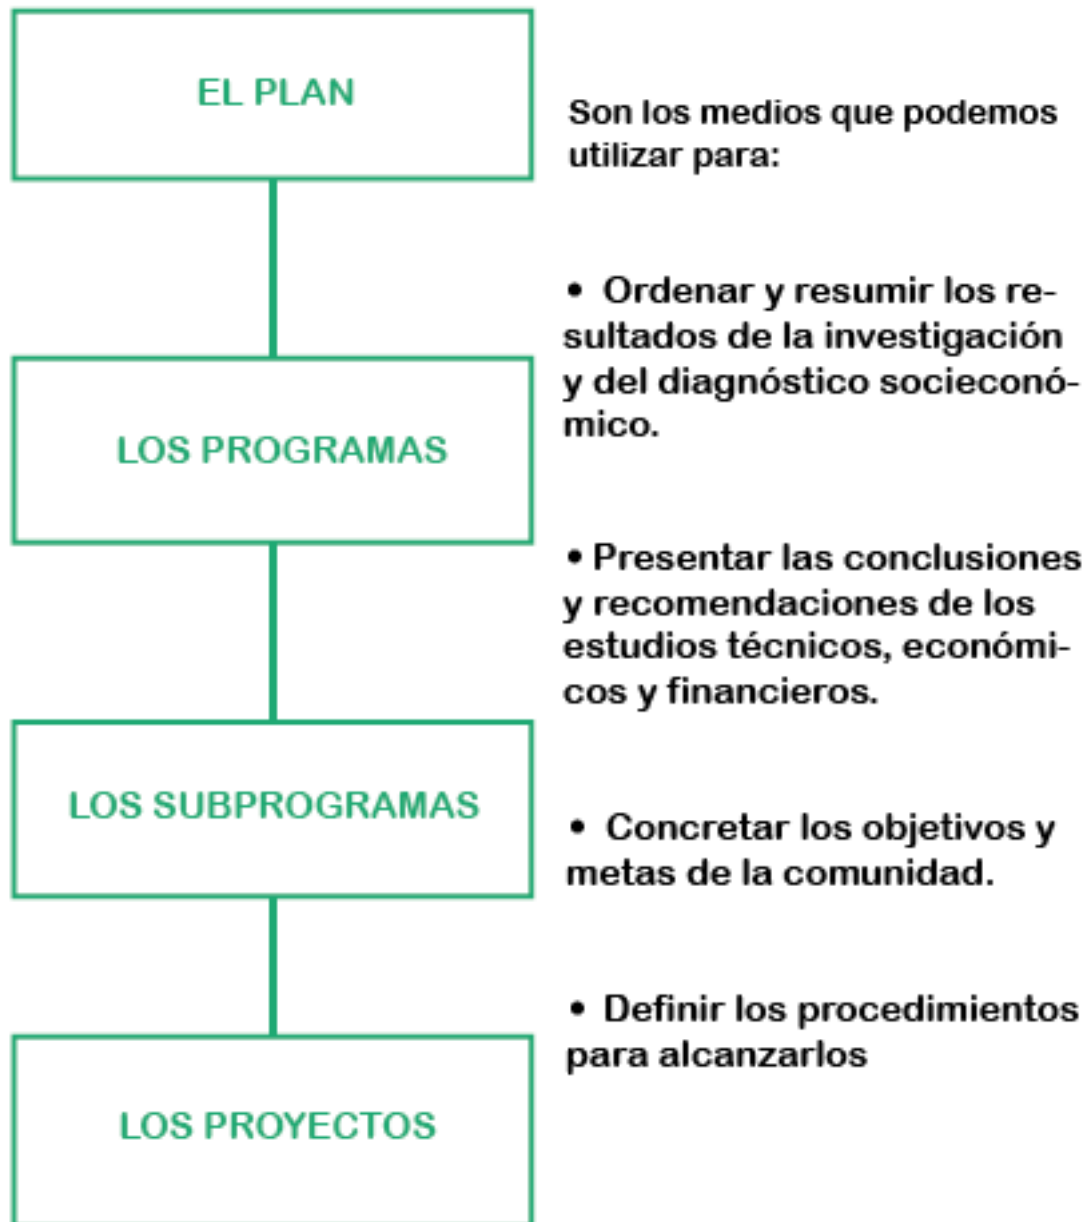 EL PLAN
Son los medios que podemos
utilizar para:
• Ordenar y resumir los re-
sultados de la investigación
y del diagnóstico socieconó-
mico.
LOS PROGRAMAS
• Presentar las conclusiones
y recomendaciones de los
estudios técnicos, económi-
cos y financieros.
LOS SUBPROGRAMAS
• Concretar los objetivos y
metas de la comunidad.
• Definir los procedimientos
para alcanzarlos
LOS PROYECTOS